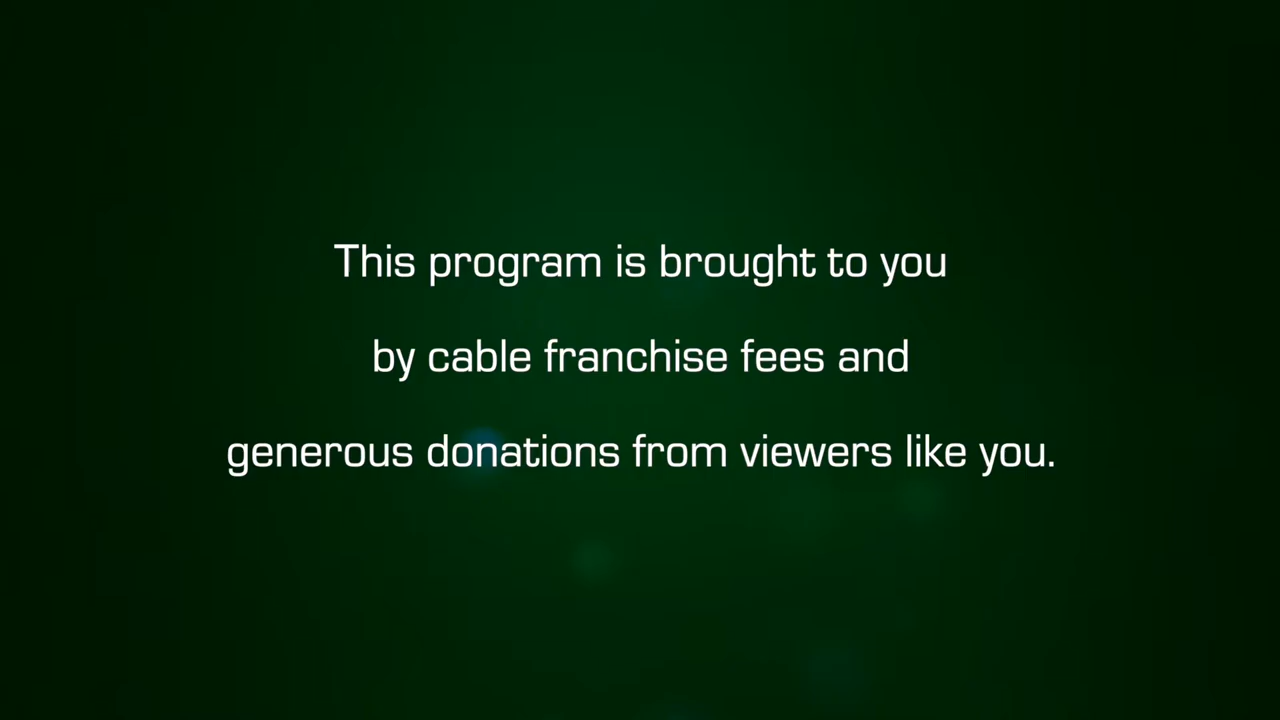 This program is brought to you
by cable franchise fees and
generous donations from viewers like you.